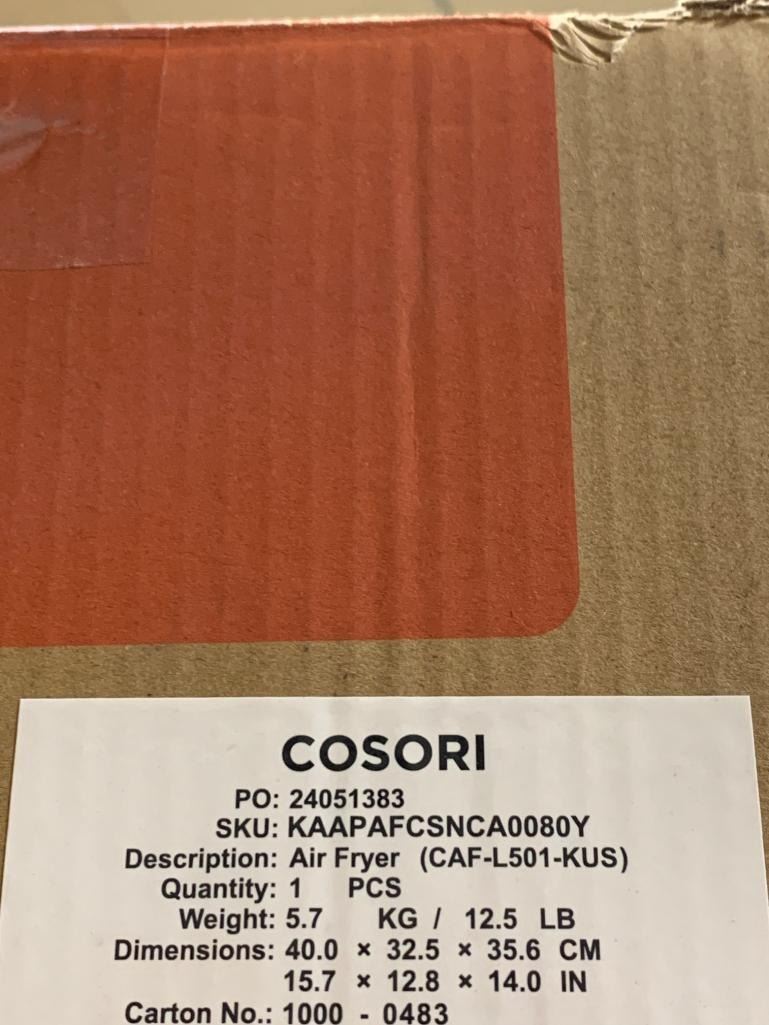 COSORI
PO: 24051383
SKU: KAAPAFCSNCA0080Y
Description: Air Fryer (CAF-L501-KUS)
Quantity: 1 PCS
Weight: 5.7 KG / 12.5 LB
Dimensions: 40.0 × 32.5 × 35.6 CM
15.7 × 12.8 × 14.0 IN
Carton No.: 1000 - 0483